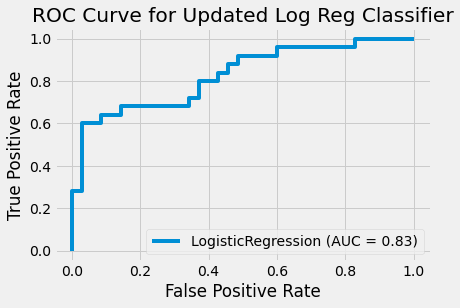 ROC Curve for Updated Log Reg Classifier
True Positive Rate
1.0
0.8
0.6
0.4
0.2
0.0
LogisticRegression (AUC = 0.83)
0.0 0.2 0.4 0.6 0.8 1.0
False Positive Rate